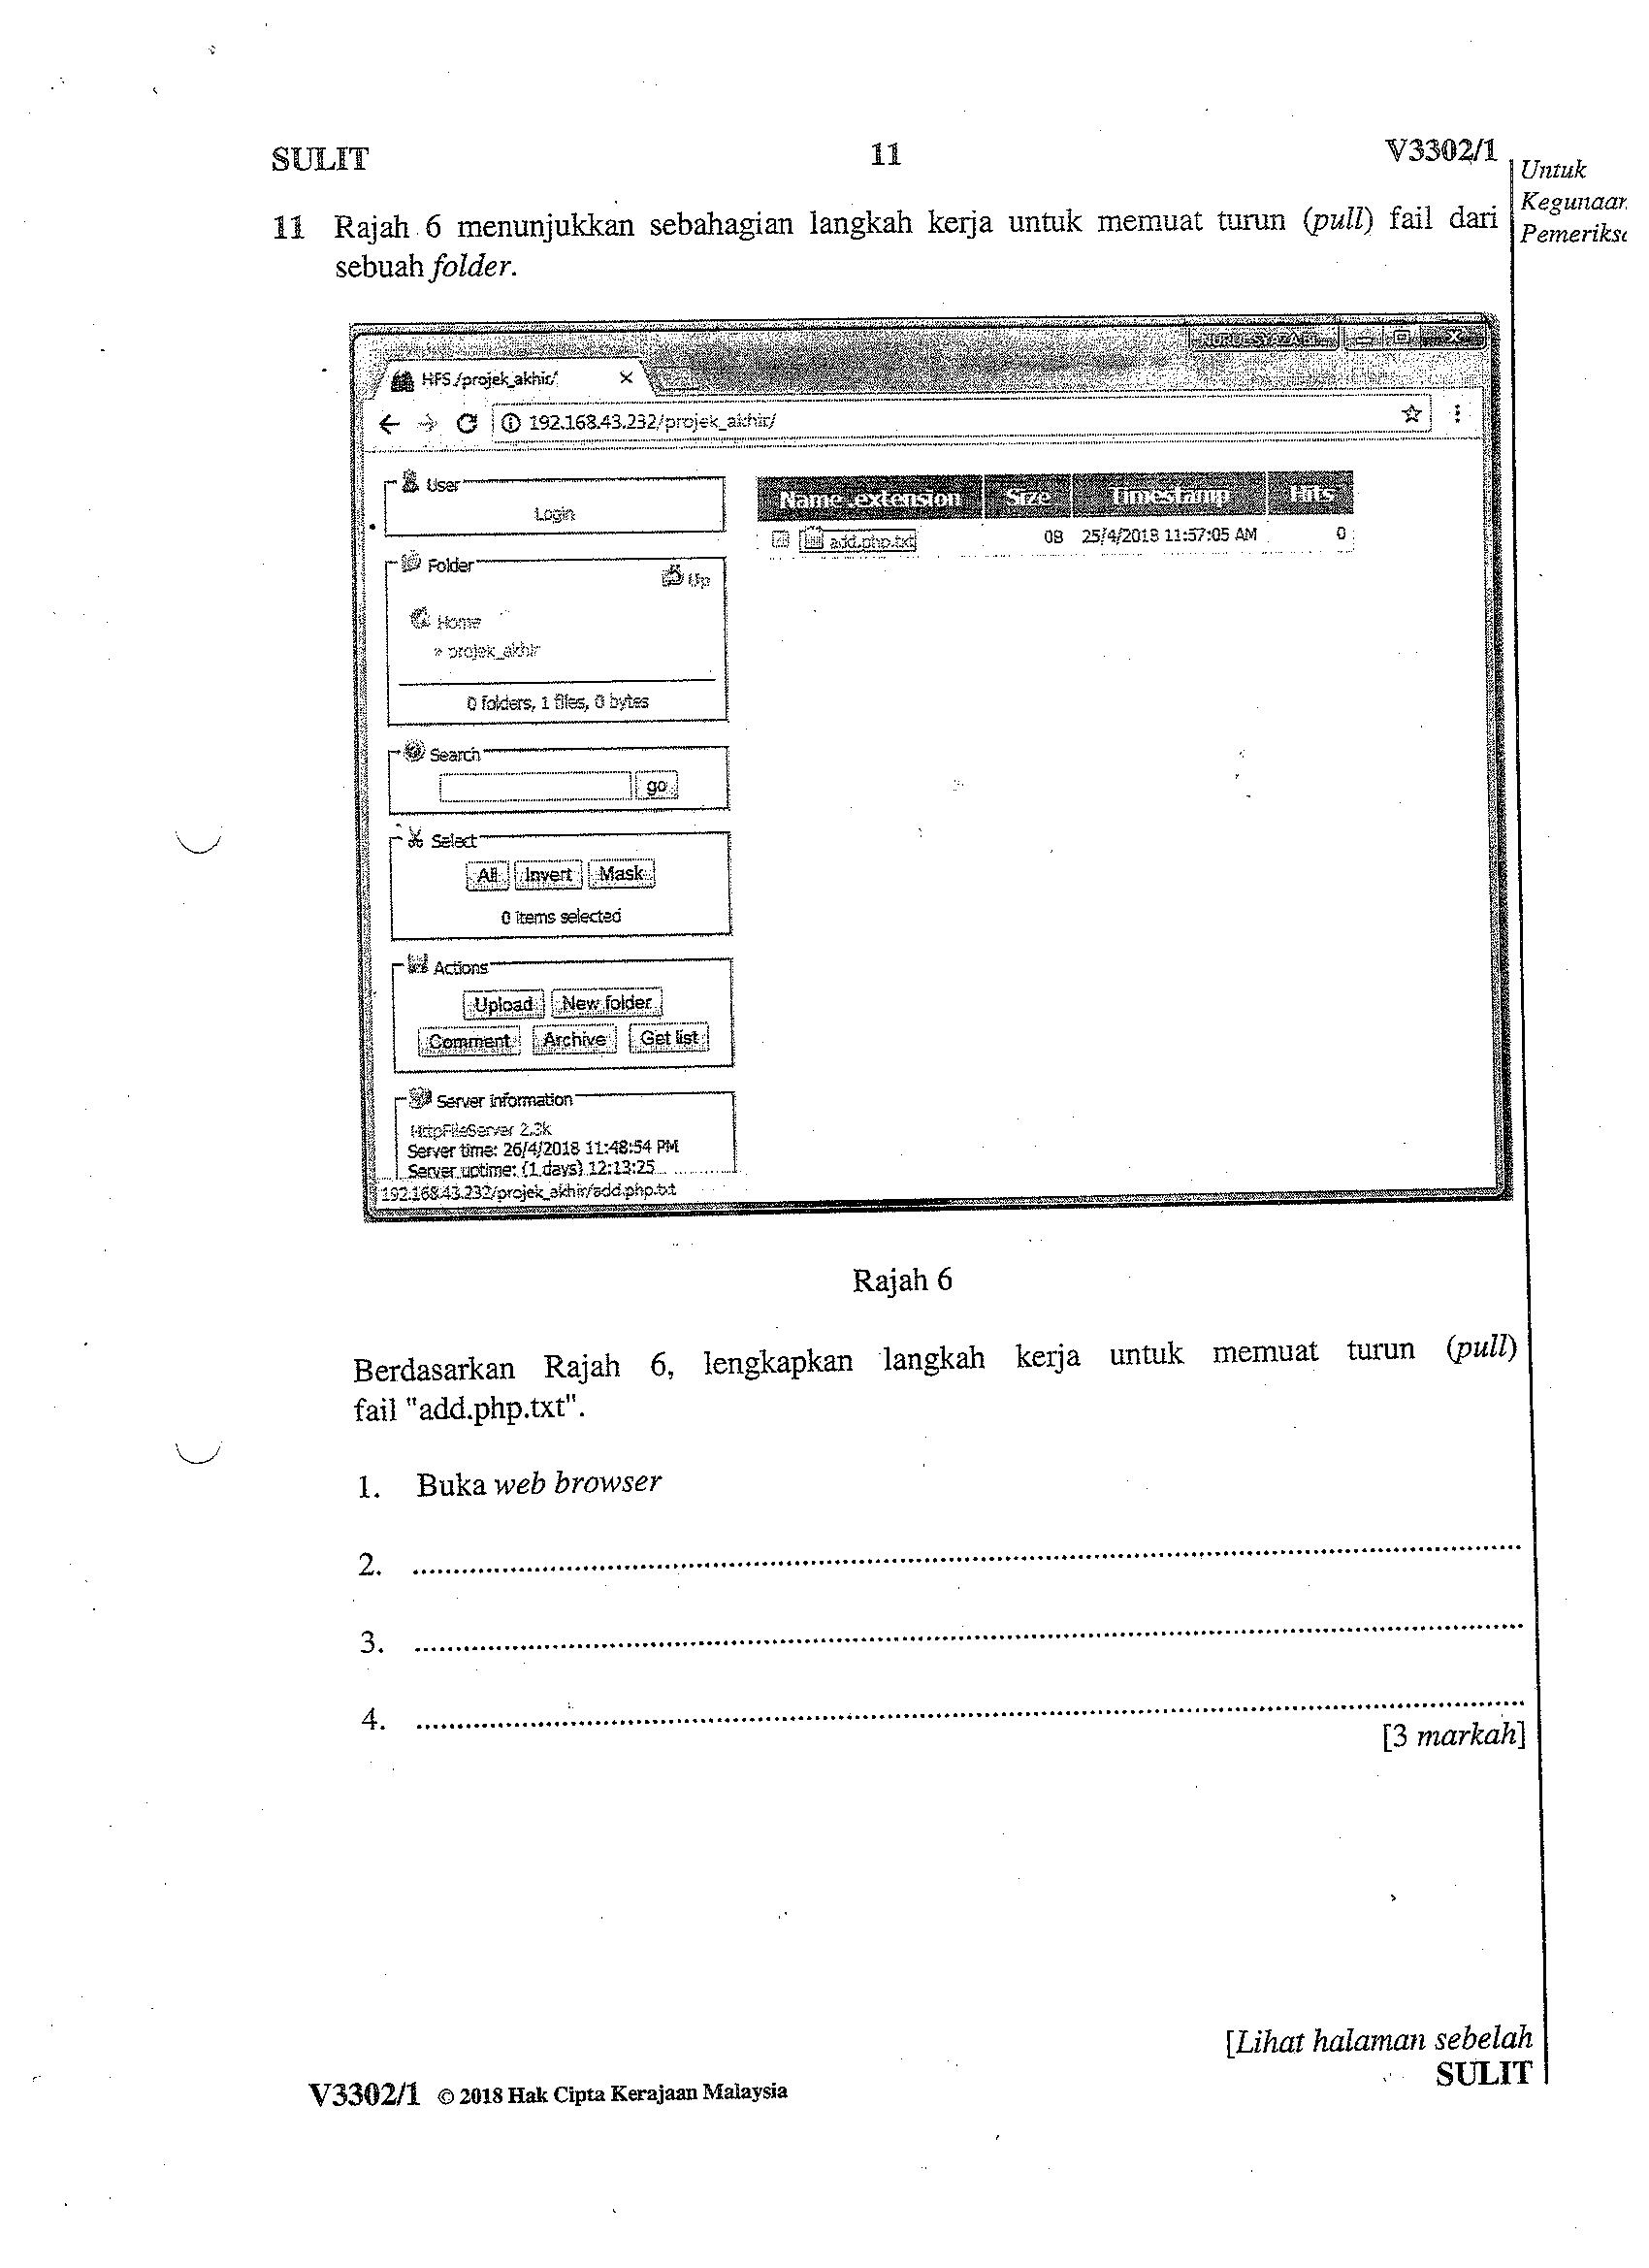 SULIT 11 V3302/1
Untuk
Kegunaan
Pemeriksa
11 Rajah 6 menunjukkan sebahagian langkah kerja untuk memuat turun (pull) fail dari
sebuah folder.
HFS /projek_akhir/
192.168.43.232/projek_akhir/
User
Login
Name .extension Size Timestamp Hits
add.php.txt 0B 25/4/2018 11:57:05 AM 0
Folder
Up
Home
» projek_akhir
0 folders, 1 files, 0 bytes
Search
go
Select
All Invert Mask
0 items selected
Actions
Upload New folder
Comment Archive Get list
Server information
HttpFileServer 2.3k
Server time: 26/4/2018 11:48:54 PM
Server uptime: (1 days) 12:13:25
192.168.43.232/projek_akhir/add.php.txt
Rajah 6
Berdasarkan Rajah 6, lengkapkan langkah kerja untuk memuat turun (pull)
fail "add.php.txt".
1. Buka web browser
2.
3.
4.
[3 markah]
[Lihat halaman sebelah
SULIT
V3302/1 © 2018 Hak Cipta Kerajaan Malaysia